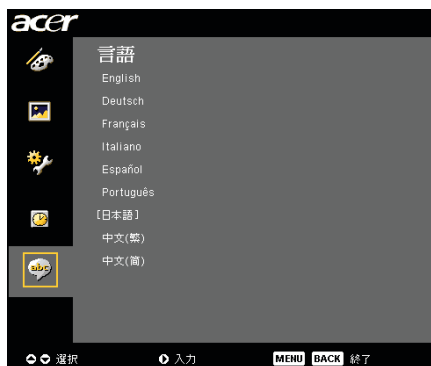 acer
言語
English
Deutsch
Français
Italiano
Español
Português
[日本語]
中文(繁)
中文(简)
abc
選択 入力 MENU BACK 終了